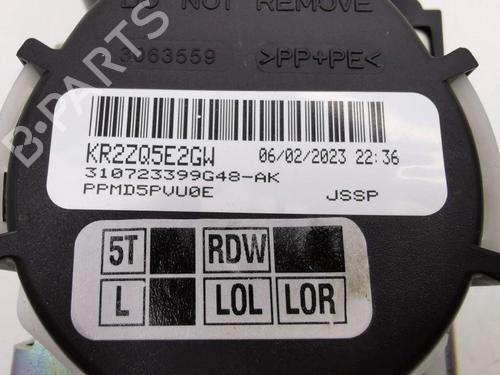 DO NOT REMOVE
3063559
>PP+PE<
KR2ZQ5E2GW 06/02/2023 22:36
310723399G48-AK
PPMD5PVU0E JSSP
5T RDW
L LOL LOR
B-Parts